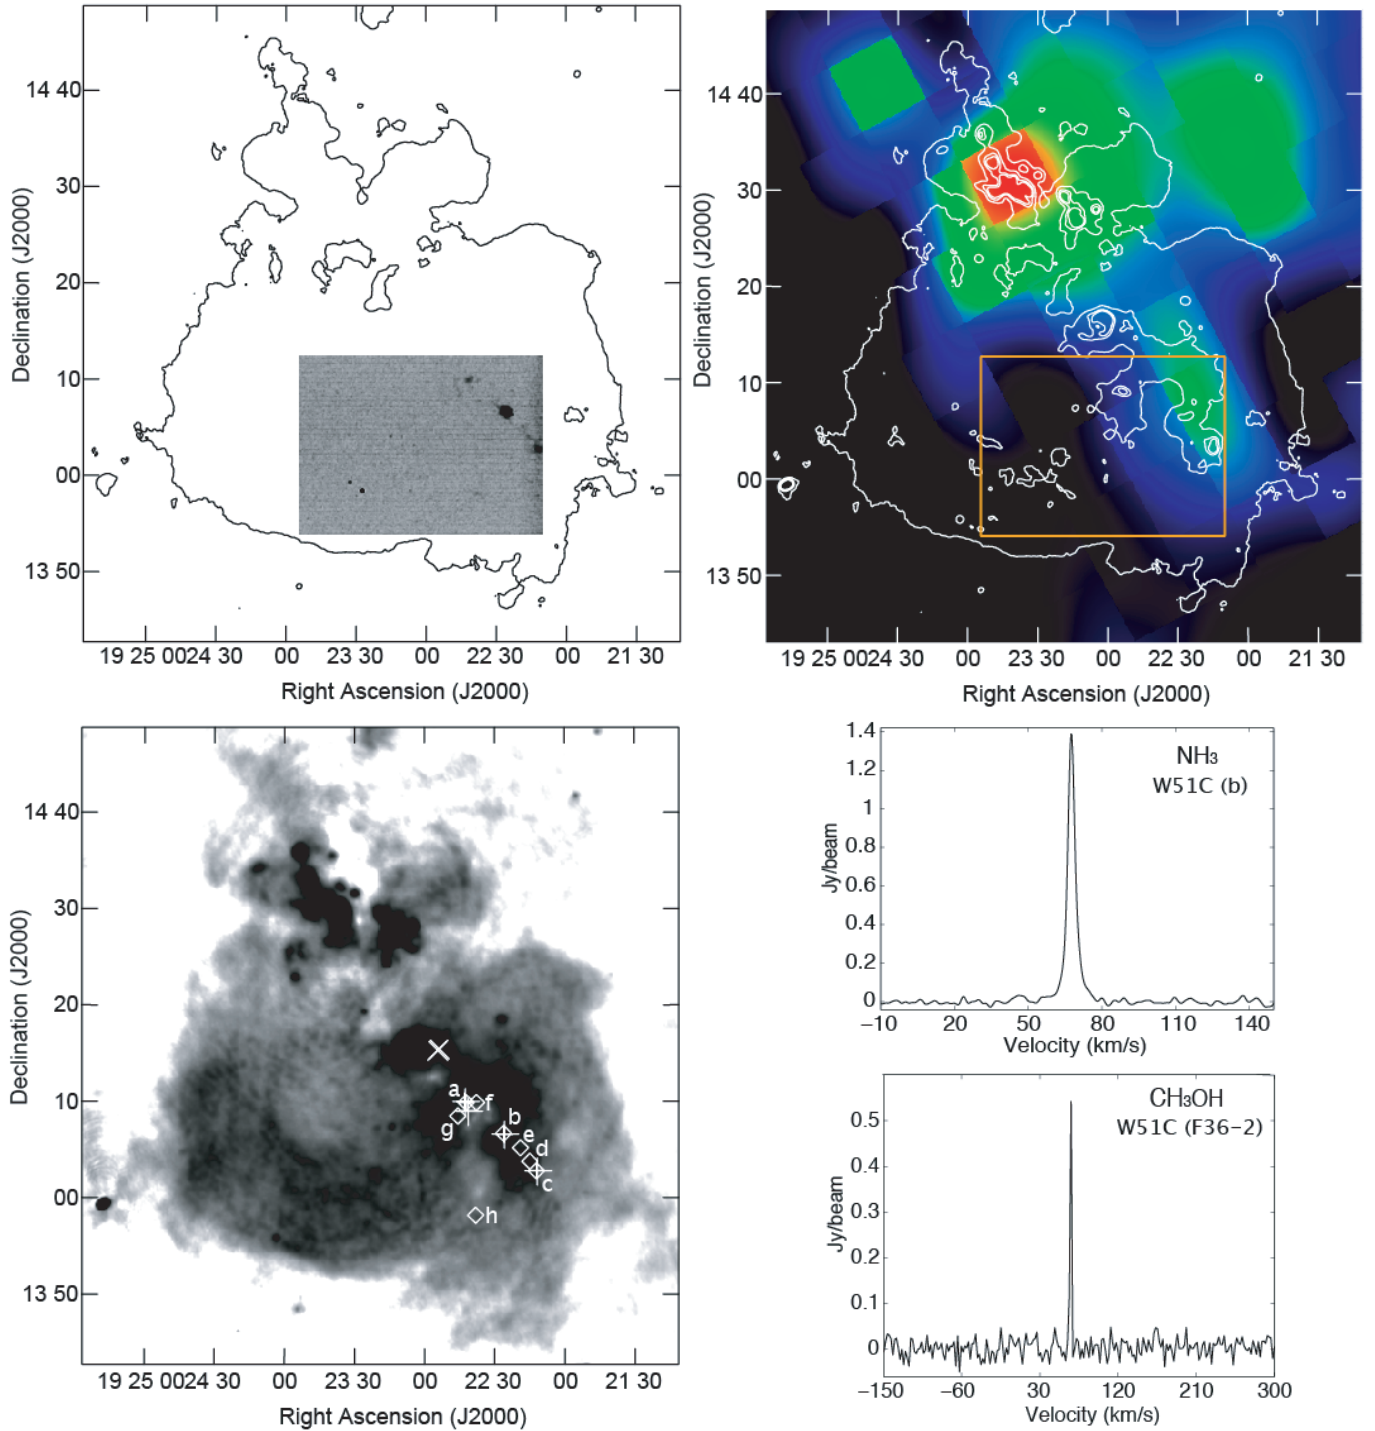 Declination (J2000)
14 40
30
20
10
00
13 50
19 25 00 24 30 00 23 30 00 22 30 00 21 30
Right Ascension (J2000)
Declination (J2000)
14 40
30
20
10
00
13 50
19 25 00 24 30 00 23 30 00 22 30 00 21 30
Right Ascension (J2000)
Declination (J2000)
14 40
30
20
10
00
13 50
a
f
g
b
e
d
c
h
19 25 00 24 30 00 23 30 00 22 30 00 21 30
Right Ascension (J2000)
Jy/beam
1.4
1.2
1
0.8
0.6
0.4
0.2
0
NH3
W51C (b)
−10 20 50 80 110 140
Velocity (km/s)
Jy/beam
0.5
0.4
0.3
0.2
0.1
0
CH3OH
W51C (F36−2)
−150 −60 30 120 210 300
Velocity (km/s)